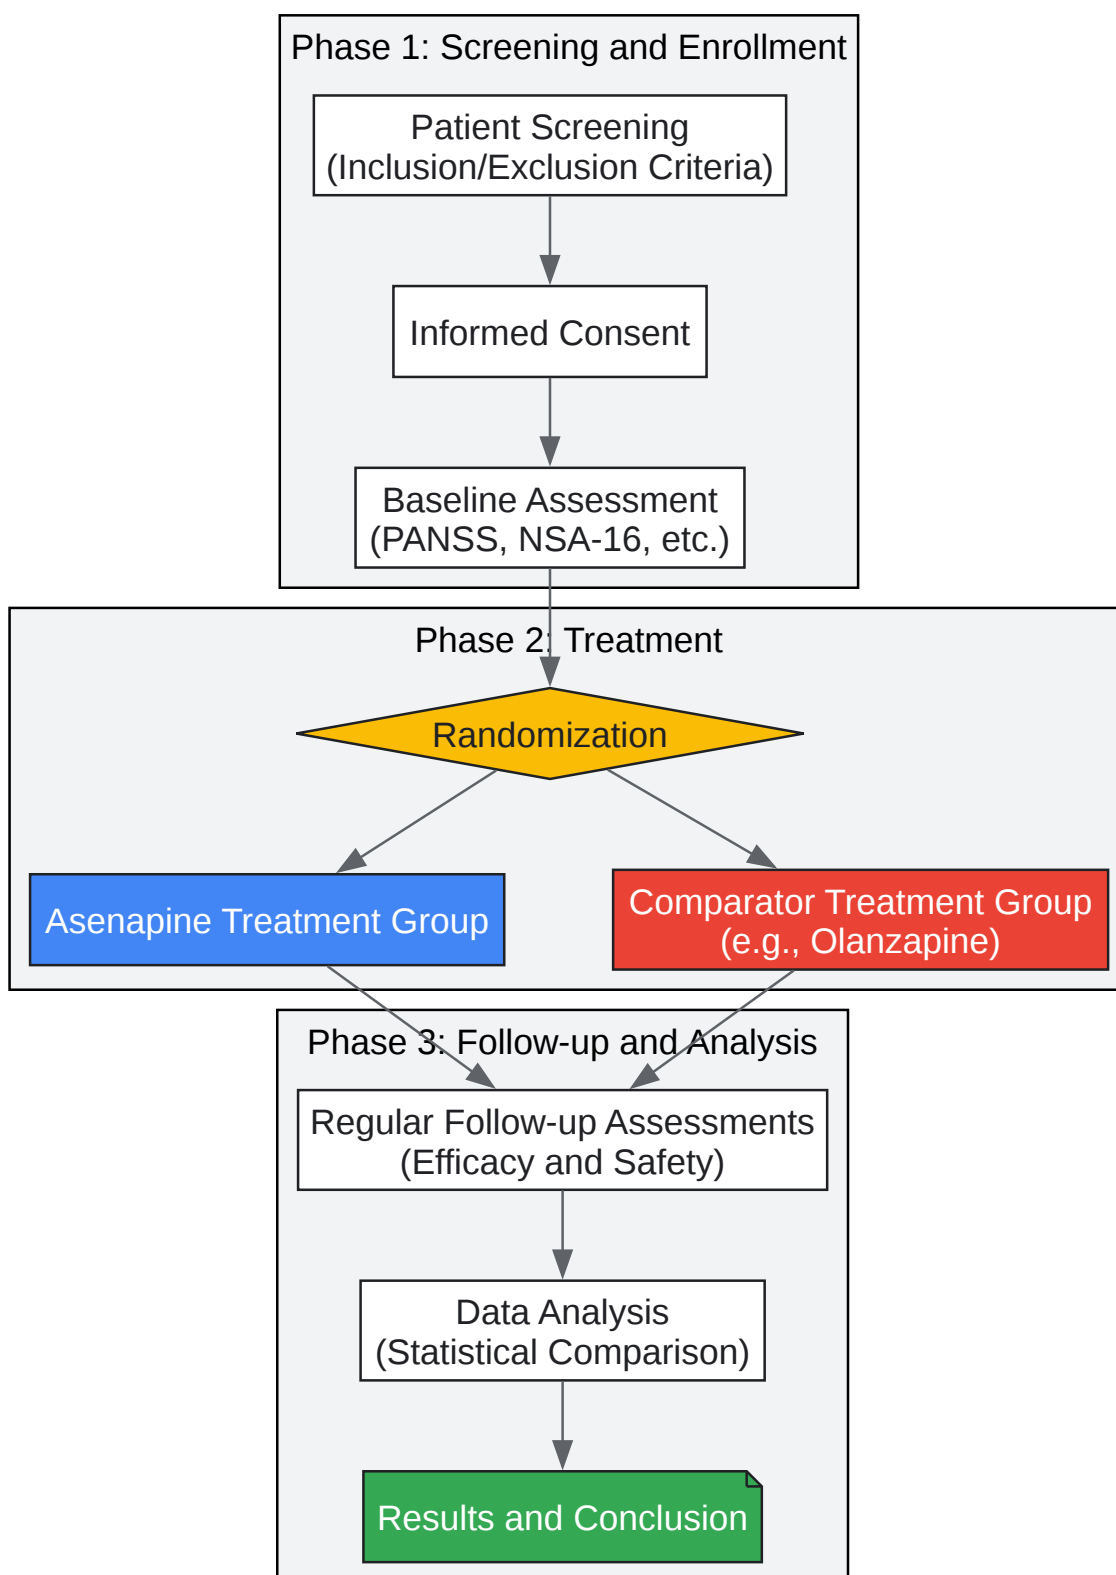 Phase 1: Screening and Enrollment
Patient Screening
(Inclusion/Exclusion Criteria)
Informed Consent
Baseline Assessment
(PANSS, NSA-16, etc.)
Phase 2: Treatment
Randomization
Asenapine Treatment Group
Comparator Treatment Group
(e.g., Olanzapine)
Phase 3: Follow-up and Analysis
Regular Follow-up Assessments
(Efficacy and Safety)
Data Analysis
(Statistical Comparison)
Results and Conclusion